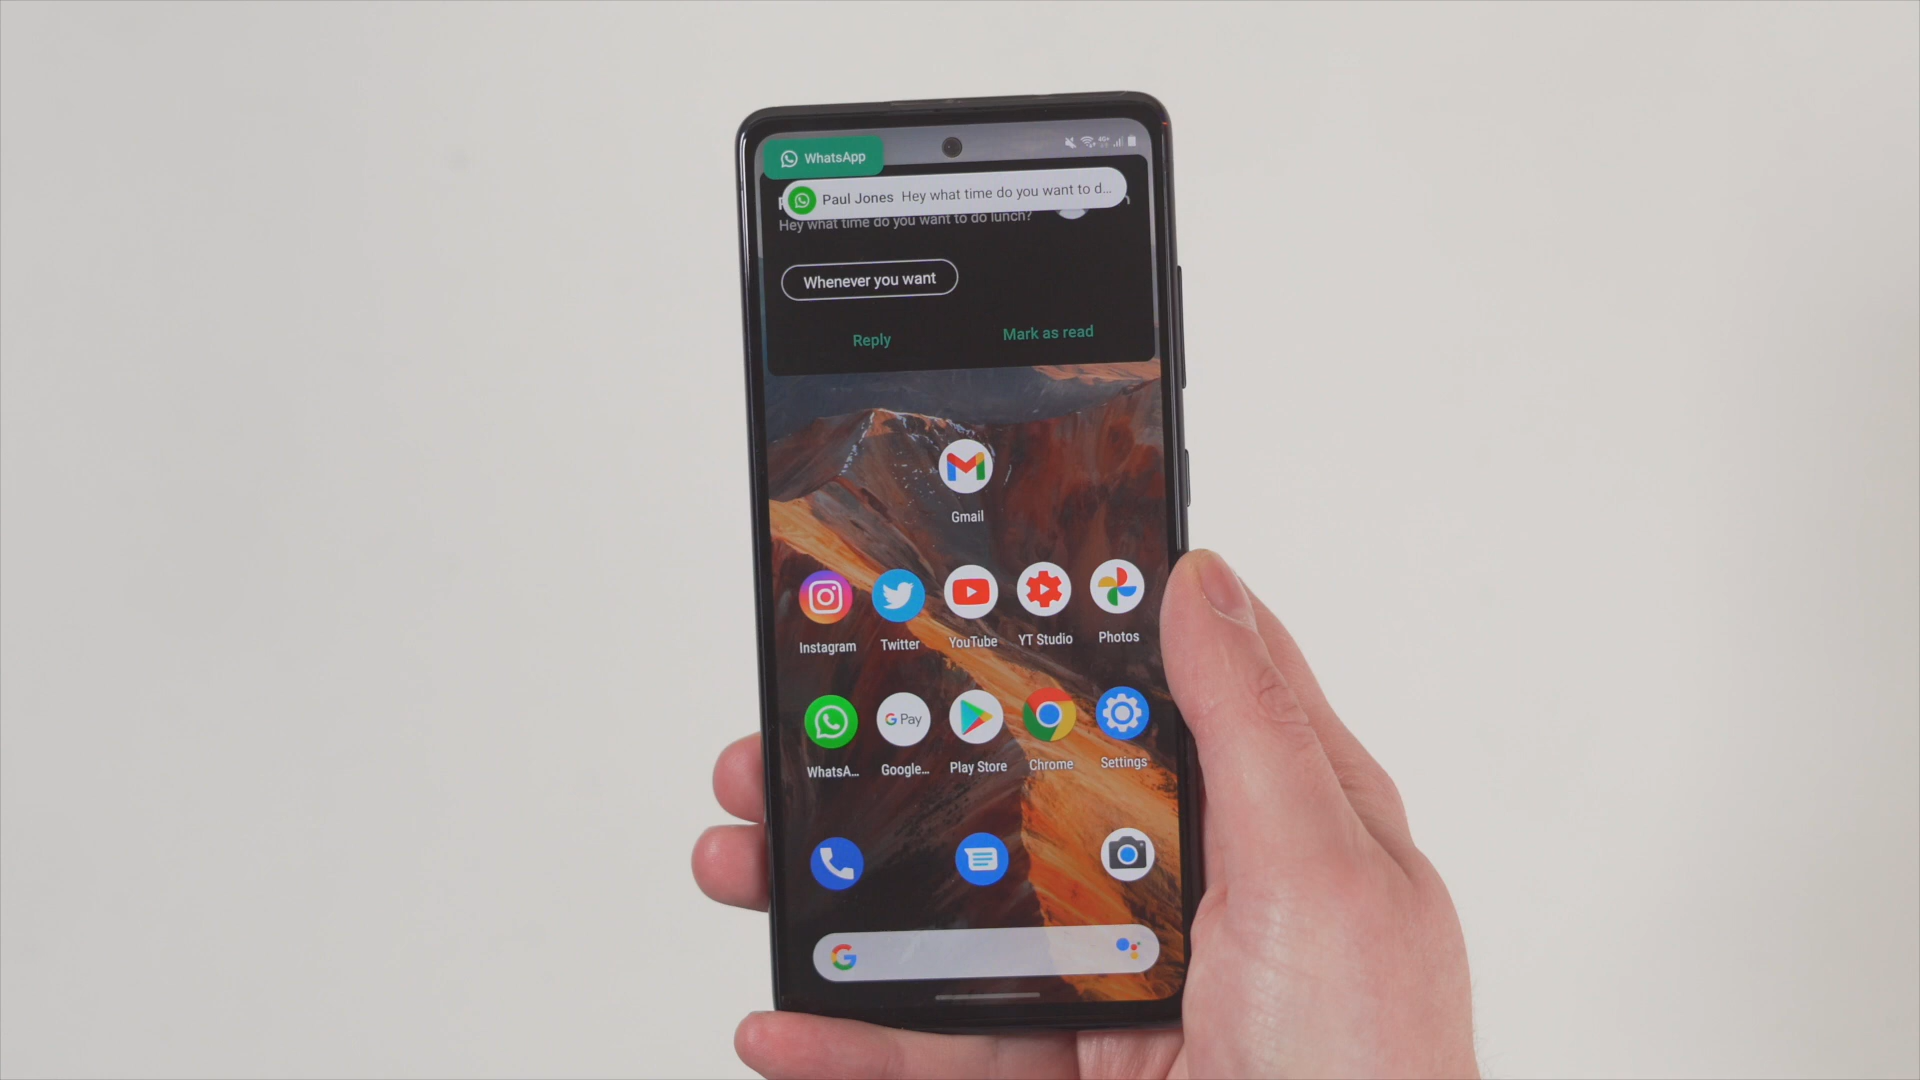 WhatsApp
Paul Jones Hey what time do you want to d...
Hey what time do you want to do lunch?
Whenever you want
Reply Mark as read
Gmail
Instagram Twitter YouTube YT Studio Photos
G Pay
WhatsA... Google... Play Store Chrome Settings